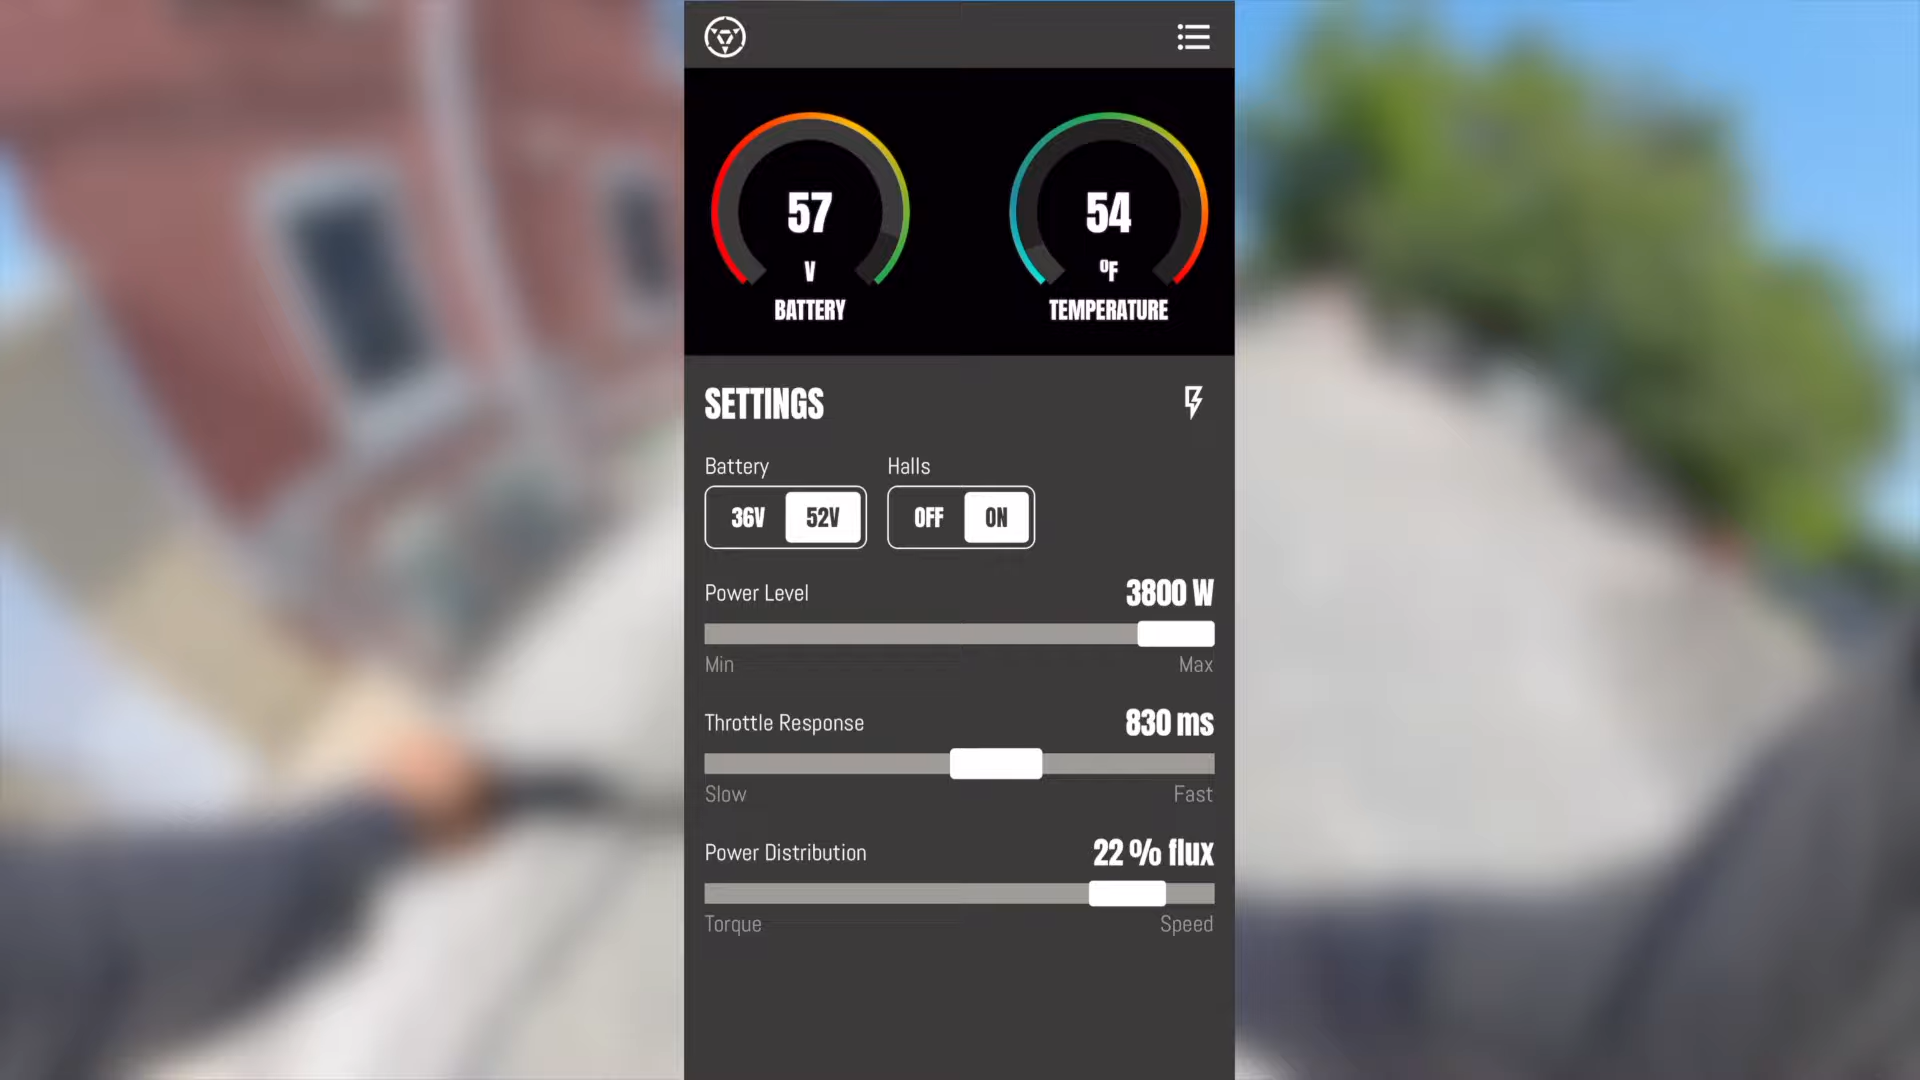 57
V
BATTERY
54
ºF
TEMPERATURE
SETTINGS
Battery
Halls
36V
52V
OFF
ON
Power Level
3800 W
Min
Max
Throttle Response
830 ms
Slow
Fast
Power Distribution
22 % flux
Torque
Speed